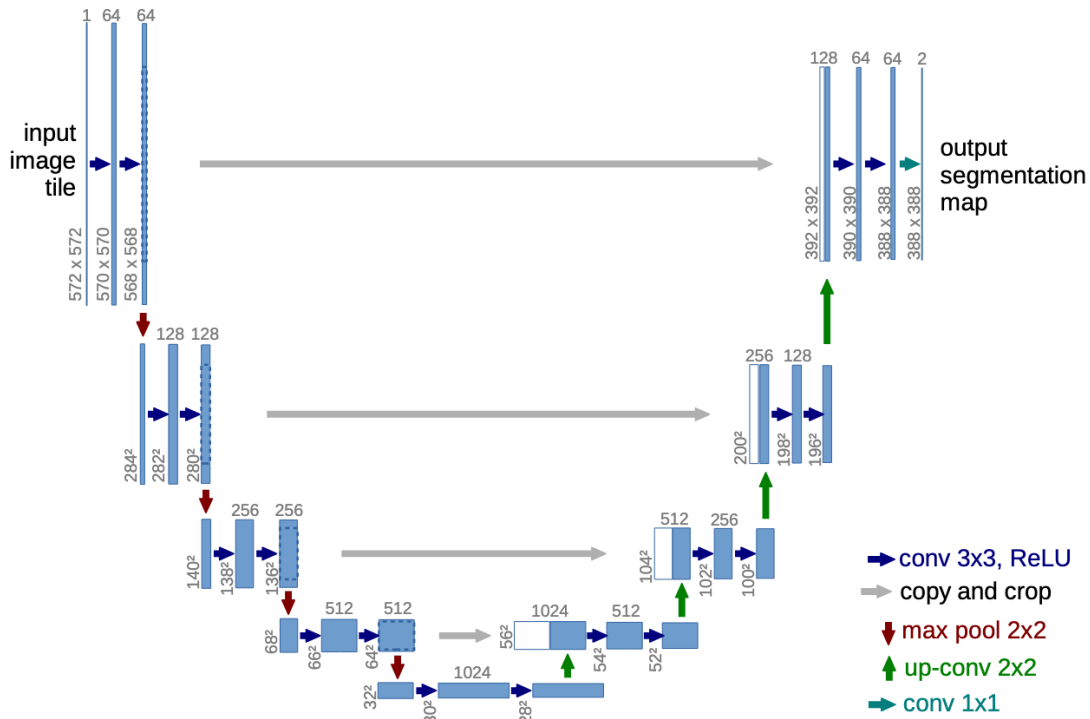 1 64 64
128 64 64 2
input
image
tile
output
segmentation
map
572 x 572
570 x 570
568 x 568
392 x 392
390 x 390
388 x 388
388 x 388
128 128
256 128
284²
282²
280²
200²
198²
196²
256 256
512 256
140²
138²
136²
104²
102²
100²
512 512
1024 512
68²
66²
64²
56²
54²
52²
1024
32²
30²
28²
conv 3x3, ReLU
copy and crop
max pool 2x2
up-conv 2x2
conv 1x1